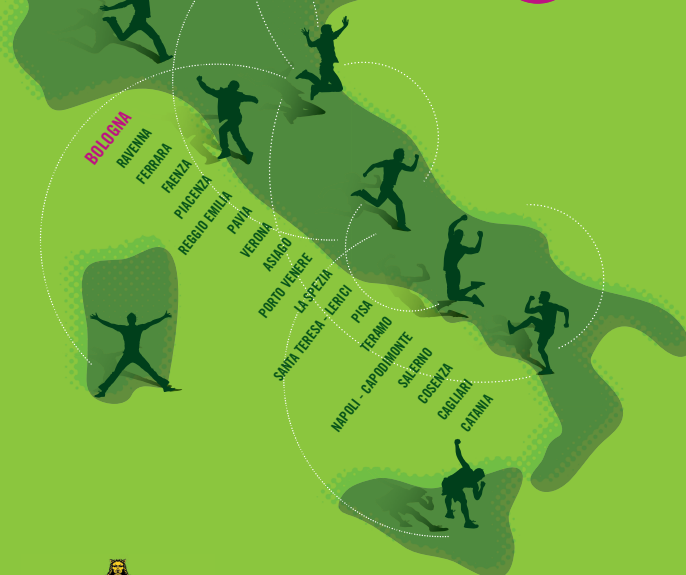 BOLOGNA
RAVENNA
FERRARA
FAENZA
PIACENZA
REGGIO EMILIA
PAVIA
VERONA
ASIAGO
PORTO VENERE
LA SPEZIA
SANTA TERESA - LERICI
PISA
TERAMO
NAPOLI - CAPODIMONTE
SALERNO
COSENZA
CAGLIARI
CATANIA